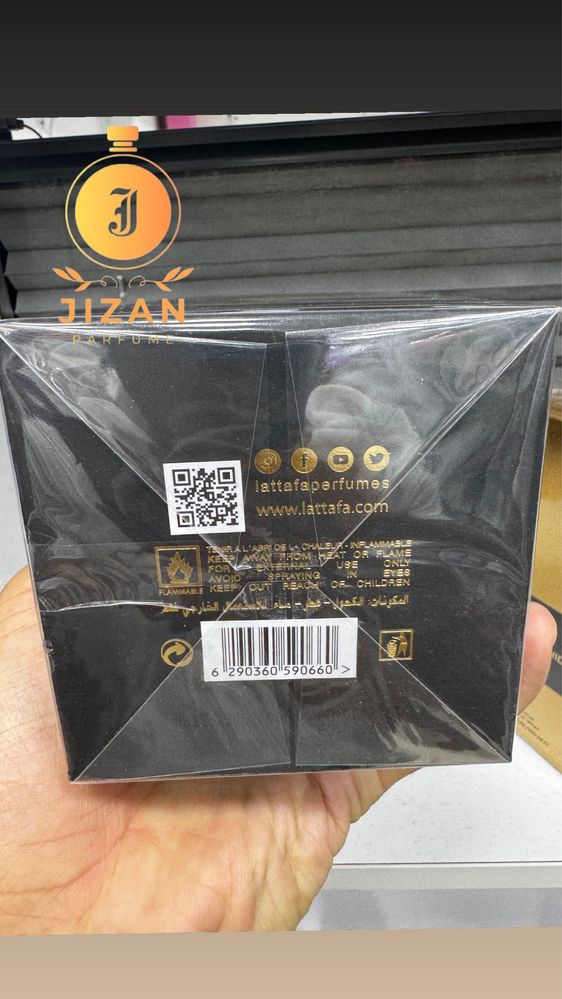 J
JIZAN
PARFUME
lattafaperfumes
www.lattafa.com
TENIR A L'ABRI DE LA CHALEUR - INFLAMMABLE
KEEP AWAY FROM HEAT OR FLAME
FOR EXTERNAL USE ONLY
AVOID SPRAYING IN EYES
KEEP OUT REACH OF CHILDREN
FLAMMABLE
المكونات: الكحول - عطر - ماء للاستعمال الخارجي فقط
6 290360 590660 >